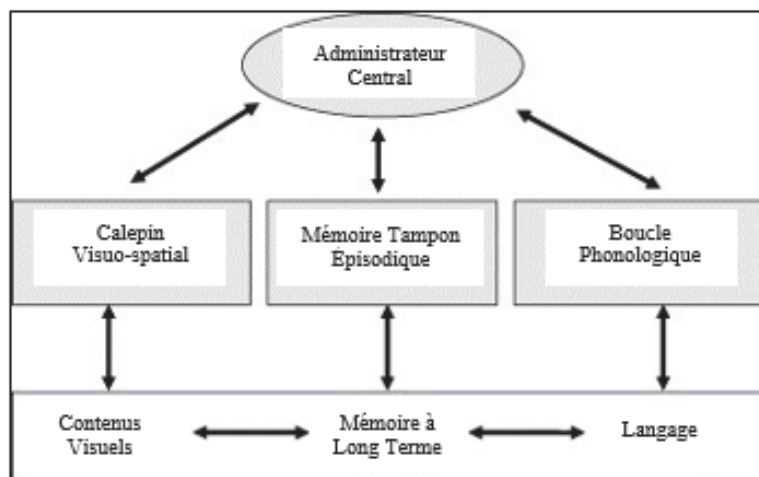 Administrateur
Central
Calepin
Visuo-spatial
Mémoire Tampon
Épisodique
Boucle
Phonologique
Contenus
Visuels
Mémoire à
Long Terme
Langage